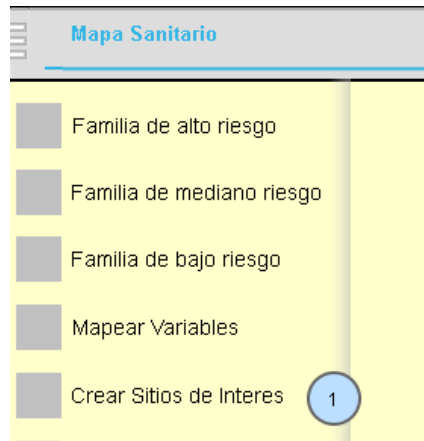 Mapa Sanitario
Familia de alto riesgo
Familia de mediano riesgo
Familia de bajo riesgo
Mapear Variables
Crear Sitios de Interes 1